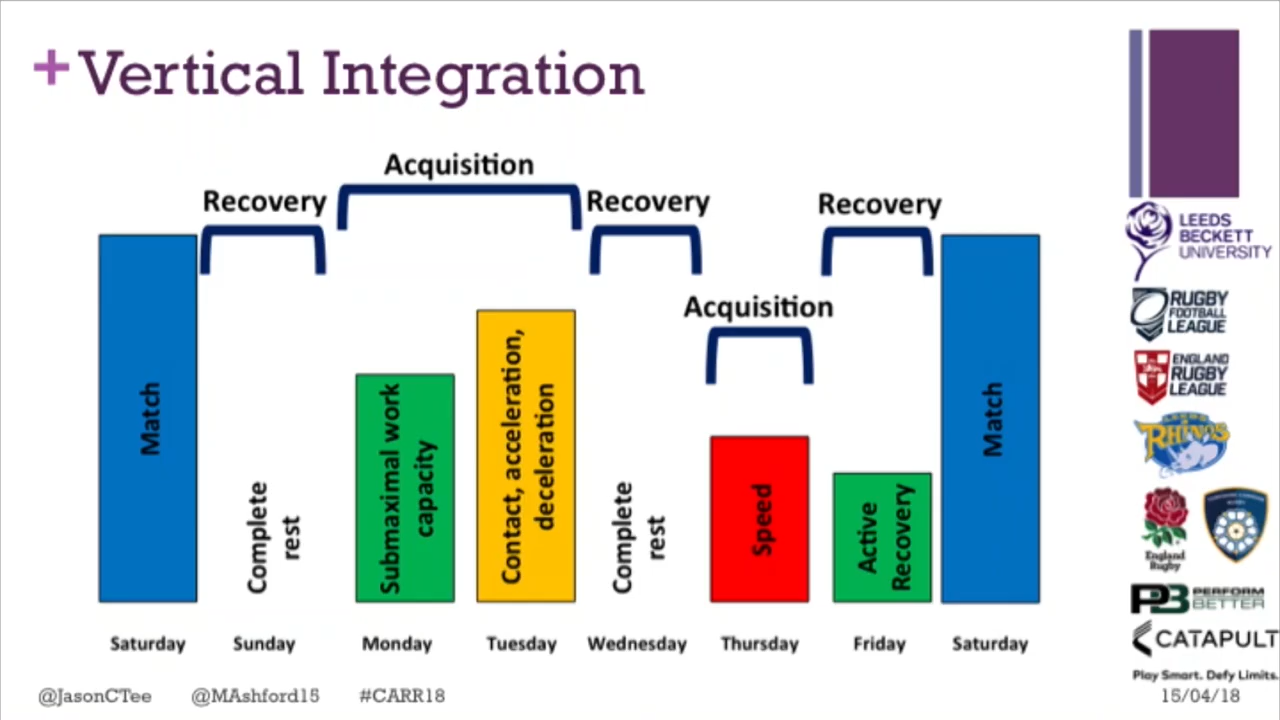 + Vertical Integration
Acquisition
Recovery
Recovery
Recovery
Acquisition
Match
Complete
rest
Submaximal work
capacity
Contact, acceleration,
deceleration
Complete
rest
Speed
Active
Recovery
Match
Saturday
Sunday
Monday
Tuesday
Wednesday
Thursday
Friday
Saturday
@JasonCTee
@MAshford15
#CARR18
LEEDS
BECKETT
UNIVERSITY
RUGBY
FOOTBALL
LEAGUE
ENGLAND
RUGBY
LEAGUE
RHINOS
England
Rugby
PB PERFORM
BETTER
CATAPULT
Play Smart. Defy Limits.
15/04/18